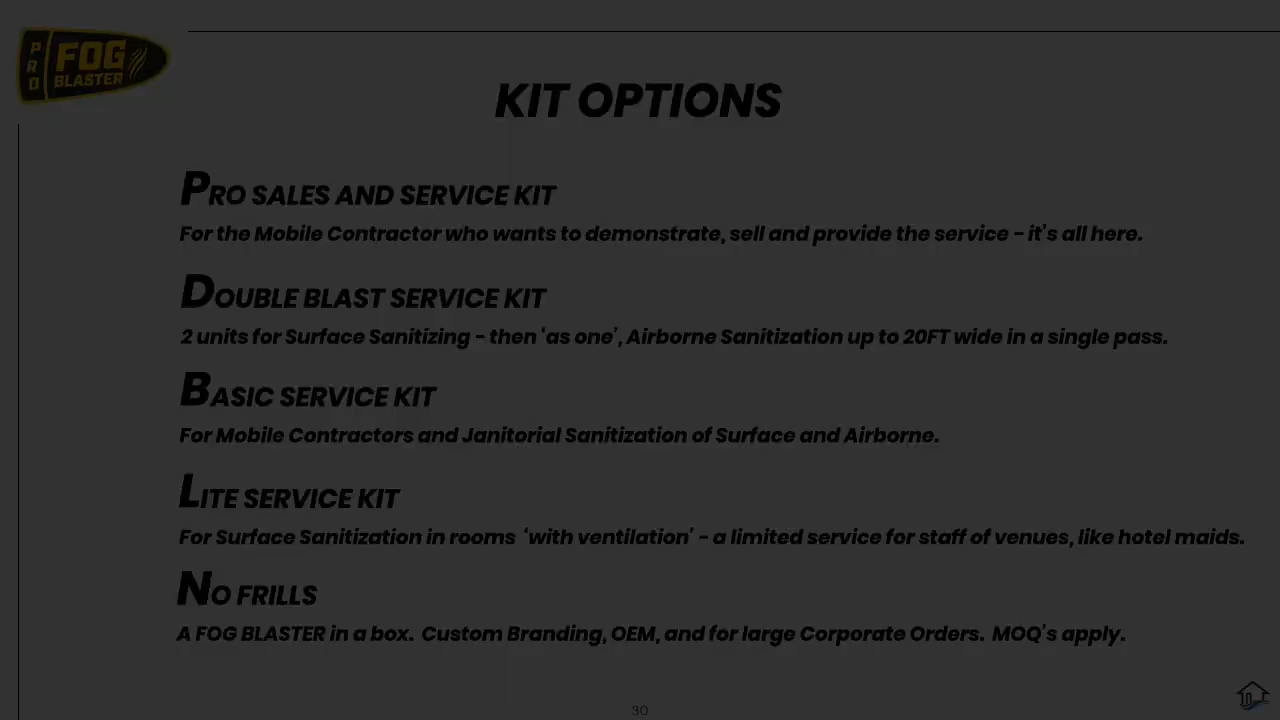 PRO
FOG
BLASTER
KIT OPTIONS
PRO SALES AND SERVICE KIT
For the Mobile Contractor who wants to demonstrate, sell and provide the service - it's all here.
DOUBLE BLAST SERVICE KIT
2 units for Surface Sanitizing - then 'as one', Airborne Sanitization up to 20FT wide in a single pass.
BASIC SERVICE KIT
For Mobile Contractors and Janitorial Sanitization of Surface and Airborne.
LITE SERVICE KIT
For Surface Sanitization in rooms 'with ventilation' - a limited service for staff of venues, like hotel maids.
NO FRILLS
A FOG BLASTER in a box. Custom Branding, OEM, and for large Corporate Orders. MOQ's apply.
30